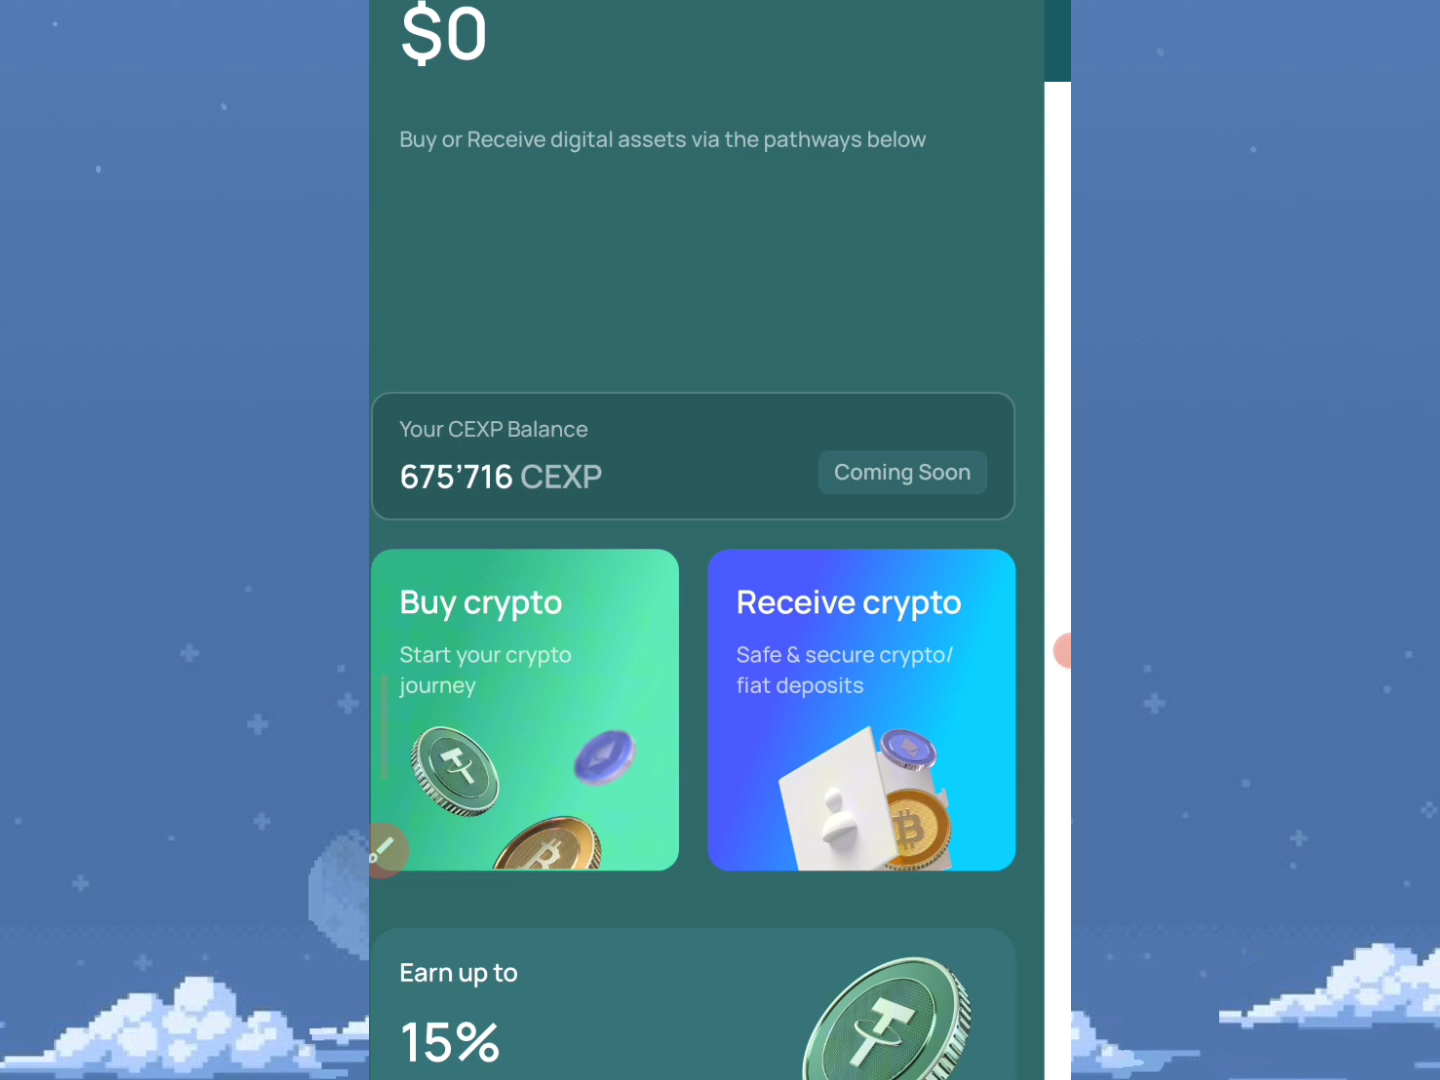 $0
Buy or Receive digital assets via the pathways below
Your CEXP Balance
675’716 CEXP
Coming Soon
Buy crypto
Start your crypto
journey
Receive crypto
Safe & secure crypto/
fiat deposits
Earn up to
15%